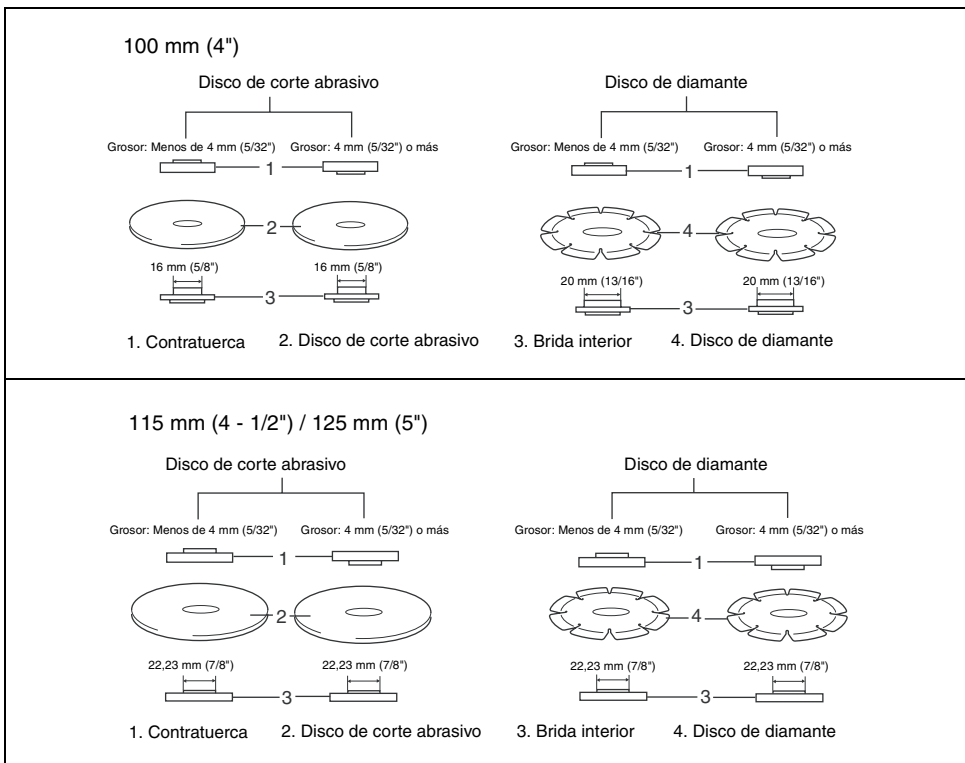 100 mm (4")
Disco de corte abrasivo
Disco de diamante
Grosor: Menos de 4 mm (5/32") Grosor: 4 mm (5/32") o más
Grosor: Menos de 4 mm (5/32") Grosor: 4 mm (5/32") o más
1
1
2
4
16 mm (5/8") 16 mm (5/8")
20 mm (13/16") 20 mm (13/16")
3
3
1. Contratuerca 2. Disco de corte abrasivo 3. Brida interior 4. Disco de diamante
115 mm (4 - 1/2") / 125 mm (5")
Disco de corte abrasivo
Disco de diamante
Grosor: Menos de 4 mm (5/32") Grosor: 4 mm (5/32") o más
Grosor: Menos de 4 mm (5/32") Grosor: 4 mm (5/32") o más
1
1
2
4
22,23 mm (7/8") 22,23 mm (7/8")
22,23 mm (7/8") 22,23 mm (7/8")
3
3
1. Contratuerca 2. Disco de corte abrasivo 3. Brida interior 4. Disco de diamante